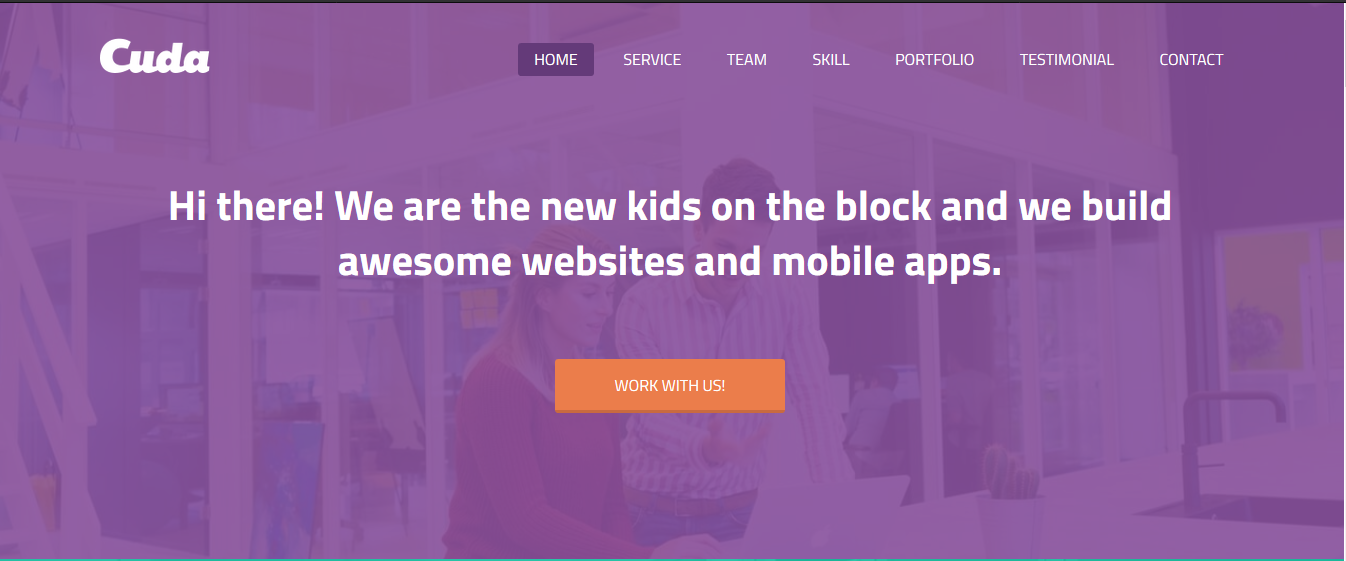 Cuda
HOME SERVICE TEAM SKILL PORTFOLIO TESTIMONIAL CONTACT
Hi there! We are the new kids on the block and we build
awesome websites and mobile apps.
WORK WITH US!